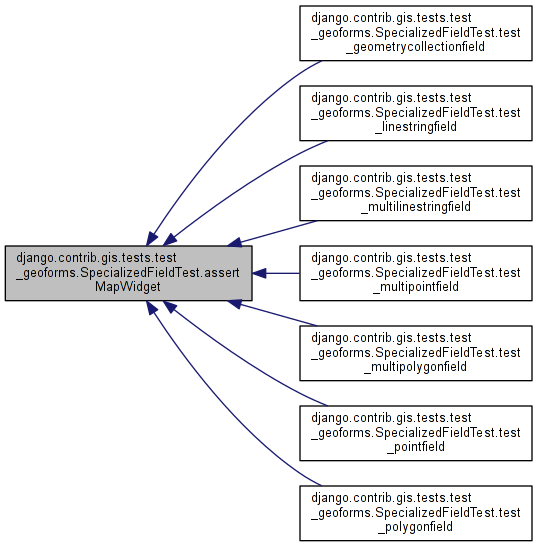 django.contrib.gis.tests.test
_geoforms.SpecializedFieldTest.test
_geometrycollectionfield
django.contrib.gis.tests.test
_geoforms.SpecializedFieldTest.test
_linestringfield
django.contrib.gis.tests.test
_geoforms.SpecializedFieldTest.test
_multilinestringfield
django.contrib.gis.tests.test
_geoforms.SpecializedFieldTest.assert
MapWidget
django.contrib.gis.tests.test
_geoforms.SpecializedFieldTest.test
_multipointfield
django.contrib.gis.tests.test
_geoforms.SpecializedFieldTest.test
_multipolygonfield
django.contrib.gis.tests.test
_geoforms.SpecializedFieldTest.test
_pointfield
django.contrib.gis.tests.test
_geoforms.SpecializedFieldTest.test
_polygonfield